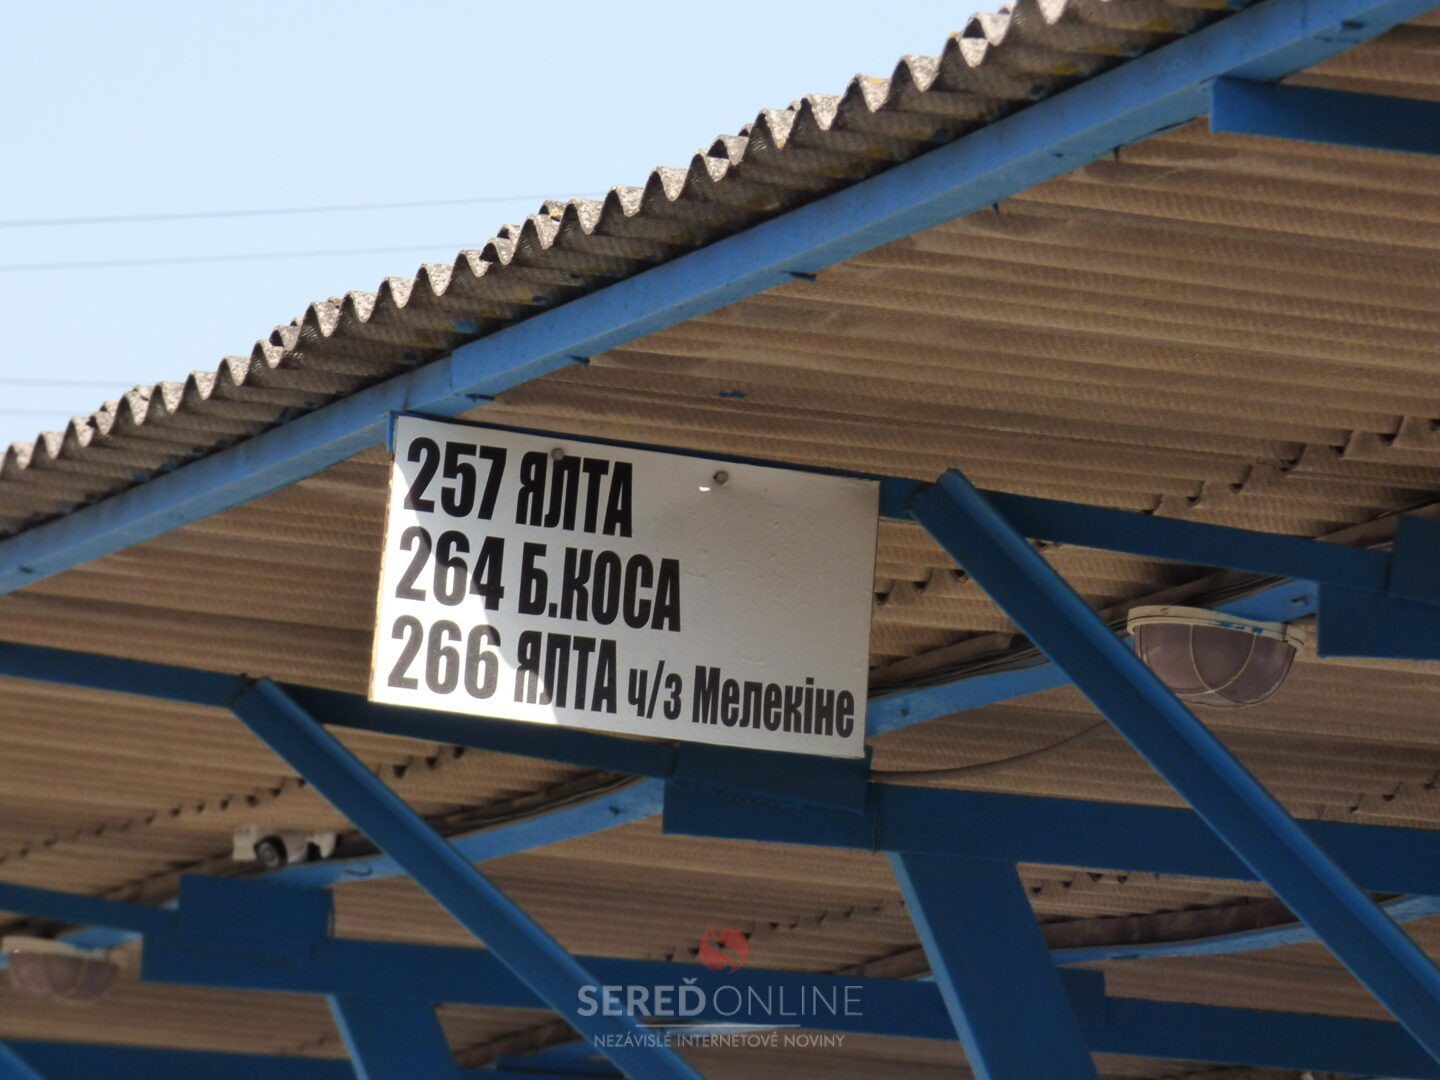 257 ЯЛТА
264 Б.КОСА
266 ЯЛТА ч/з Мелекіне
SEREĎONLINE
NEZÁVISLÉ INTERNETOVÉ NOVINY